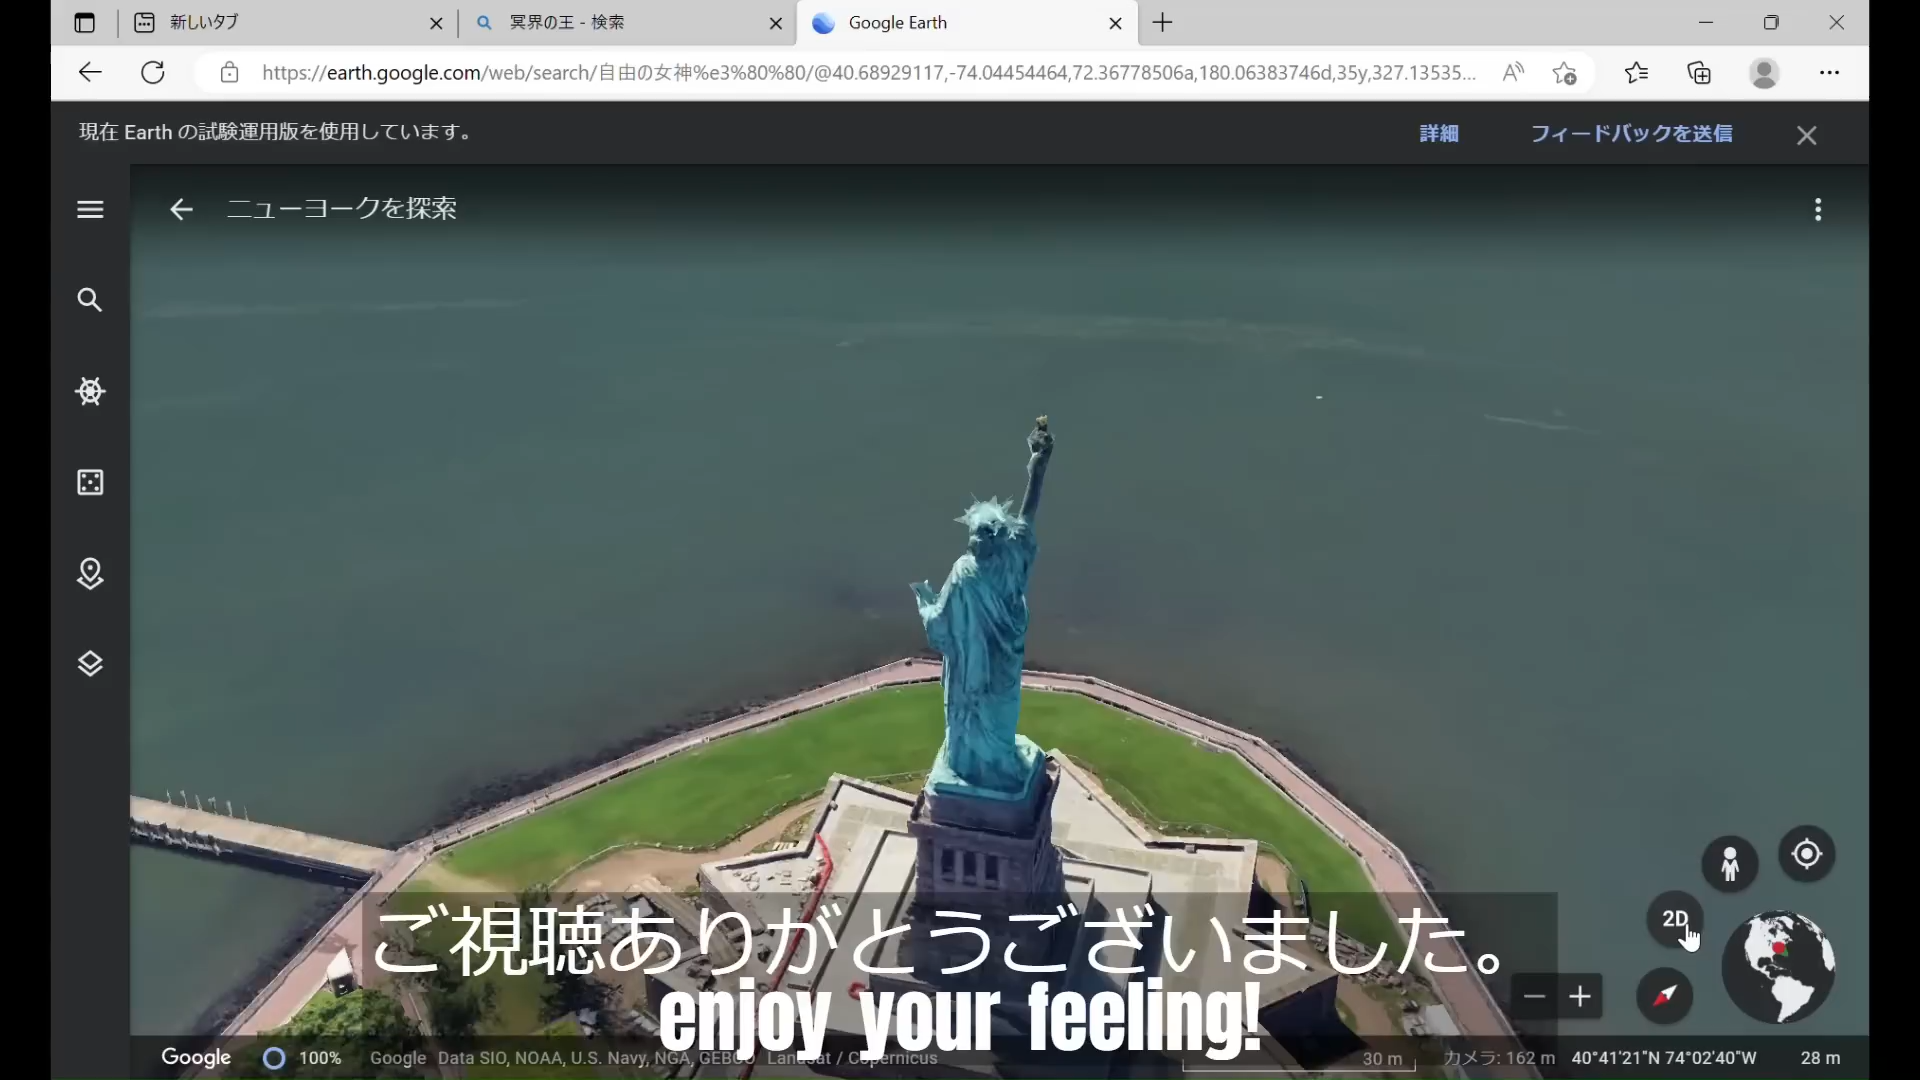 新しいタブ
冥界の王 - 検索
Google Earth
https://earth.google.com/web/search/自由の女神%e3%80%80/@40.68929117,-74.04454464,72.36778506a,180.06383746d,35y,327.13535...
現在 Earth の試験運用版を使用しています。
詳細
フィードバックを送信
ニューヨークを探索
2D
ご視聴ありがとうございました。
enjoy your feeling!
Google
100%
Google Data SIO, NOAA, U.S. Navy, NGA, GEBCO Landsat / Copernicus
30 m
カメラ: 162 m
40°41'21"N 74°02'40"W
28 m